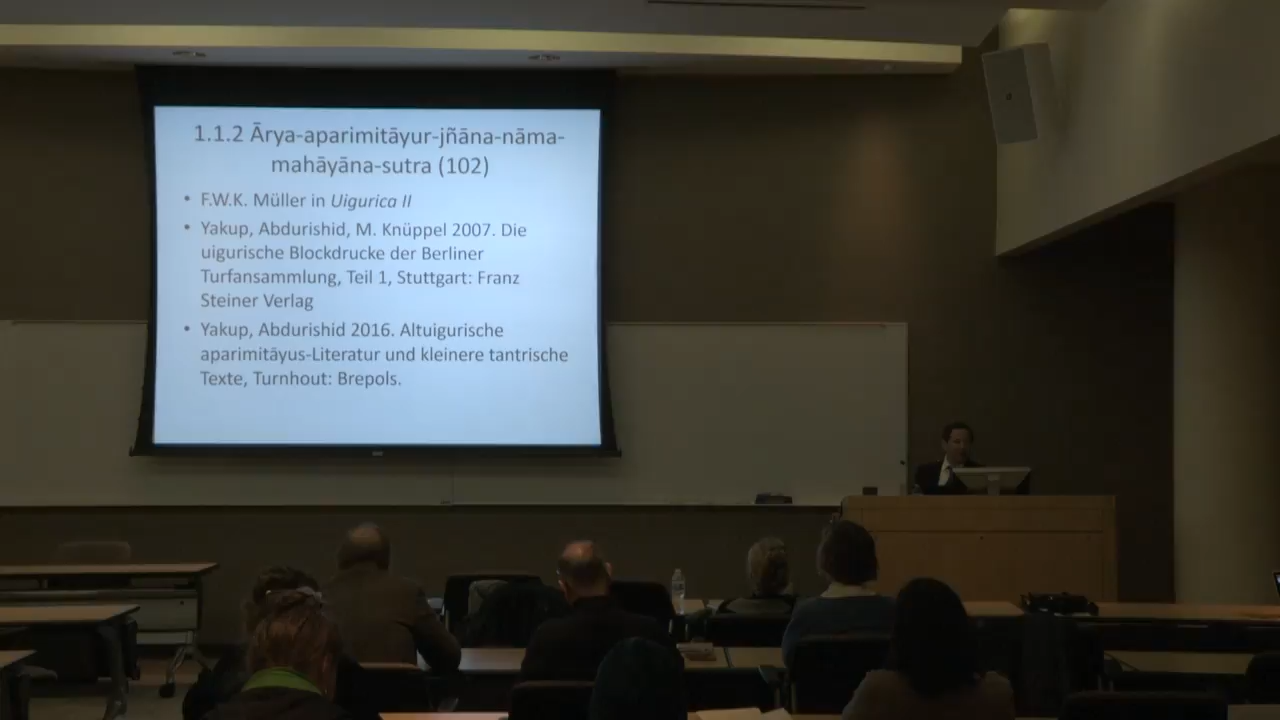 1.1.2 Ārya-aparimitāyur-jñāna-nāma-
mahāyāna-sutra (102)
• F.W.K. Müller in Uigurica II
• Yakup, Abdurishid, M. Knüppel 2007. Die
uigurische Blockdrucke der Berliner
Turfansammlung, Teil 1, Stuttgart: Franz
Steiner Verlag
• Yakup, Abdurishid 2016. Altuigurische
aparimitāyus-Literatur und kleinere tantrische
Texte, Turnhout: Brepols.